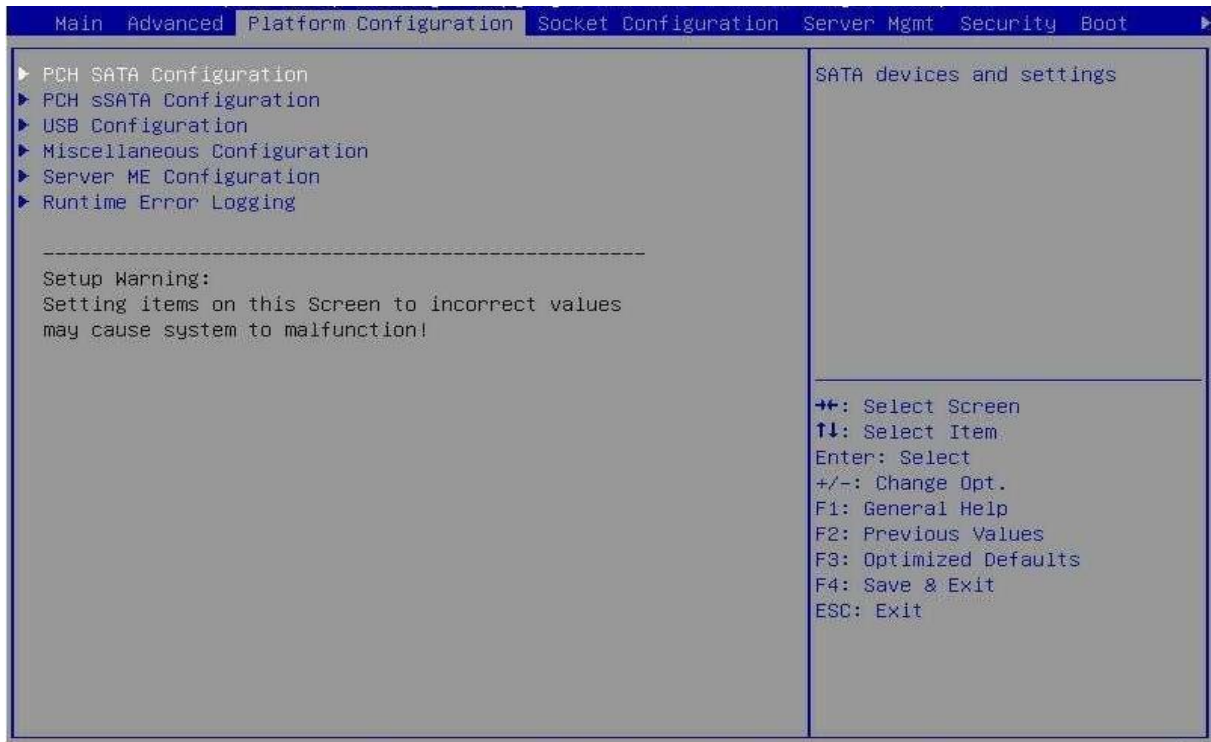 Main Advanced Platform Configuration Socket Configuration Server Mgmt Security Boot
PCH SATA Configuration
PCH sSATA Configuration
USB Configuration
Miscellaneous Configuration
Server ME Configuration
Runtime Error Logging
--------------------------------------------------
Setup Warning:
Setting items on this Screen to incorrect values
may cause system to malfunction!
SATA devices and settings
→←: Select Screen
↑↓: Select Item
Enter: Select
+/-: Change Opt.
F1: General Help
F2: Previous Values
F3: Optimized Defaults
F4: Save & Exit
ESC: Exit